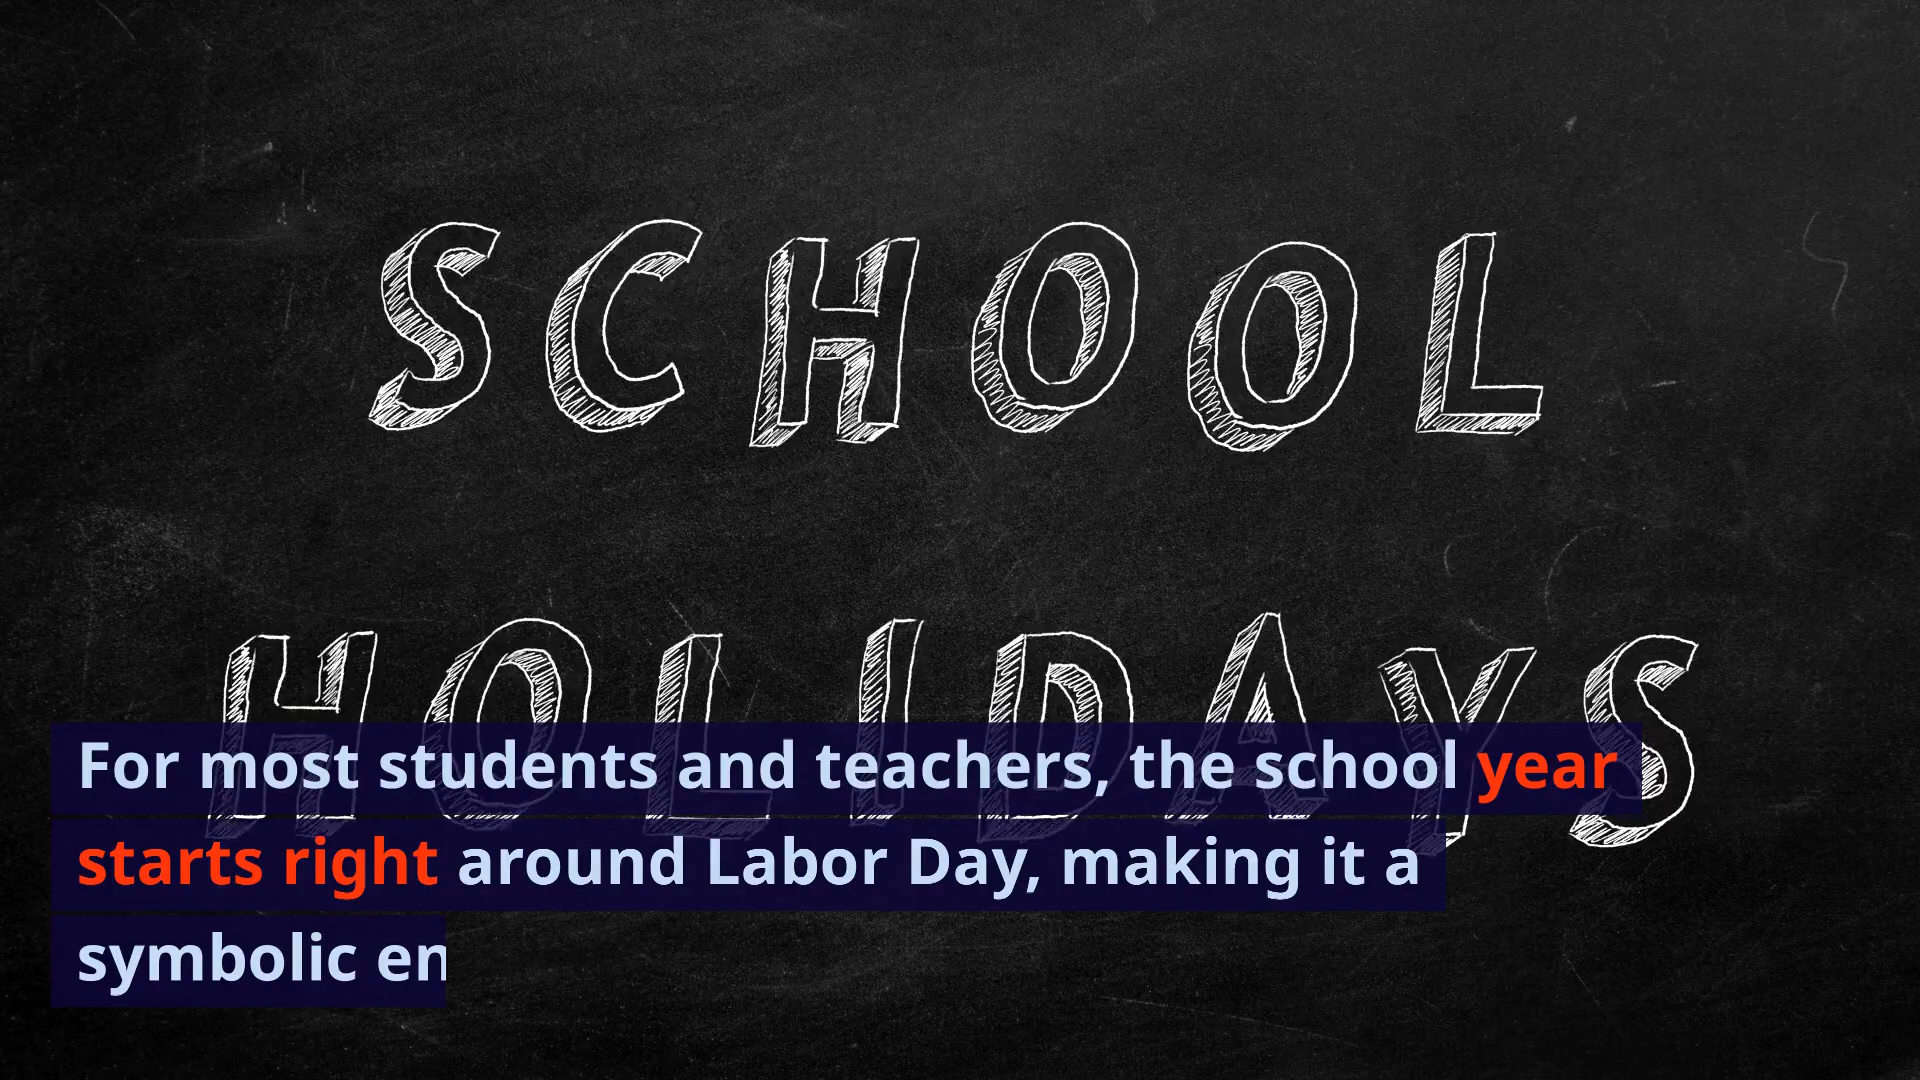 SCHOOL
HOLIDAYS
For most students and teachers, the school year
starts right around Labor Day, making it a
symbolic en